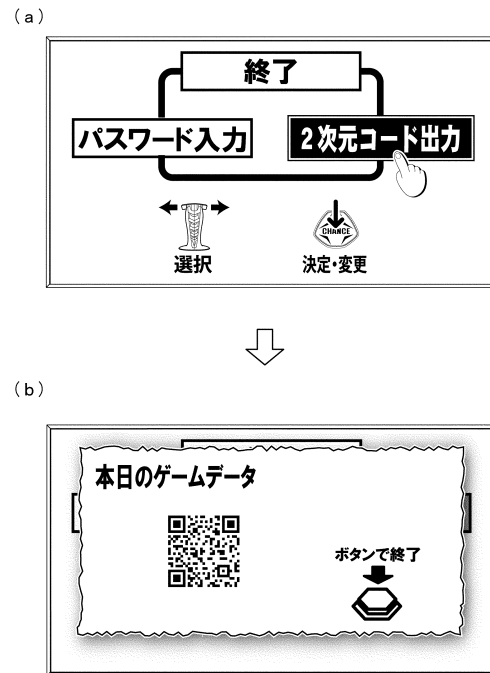 (a)
終了
パスワード入力
2次元コード出力
CHANCE
選択
決定・変更
(b)
本日のゲームデータ
ボタンで終了